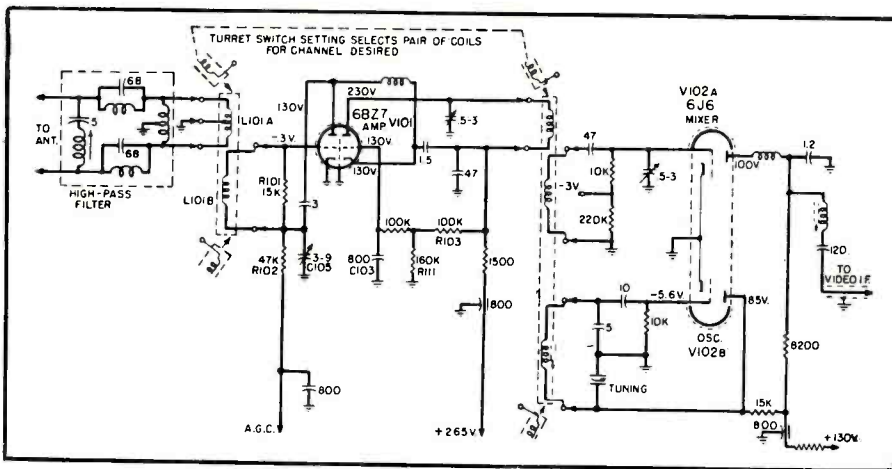 TURRET SWITCH SETTING SELECTS PAIR OF COILS
FOR CHANNEL DESIRED
68
5
TO
ANT.
68
HIGH-PASS
FILTER
L101A
L101B
-3V
R101
15K
47K
R102
3
3-9
C105
800
A.G.C.
130V
230V
6BZ7
AMP V101
130V
130V
800
C103
100K
160K
R111
100K
R103
1.5
.5-3
47
1500
800
+265V.
47
10K
-3V
220K
.5-3
V102A
6J6
MIXER
100V
1.2
120
TO
VIDEO I.F.
10
-5.6V
5
10K
TUNING
85V.
OSC.
V102B
8200
15K
800
+130V.